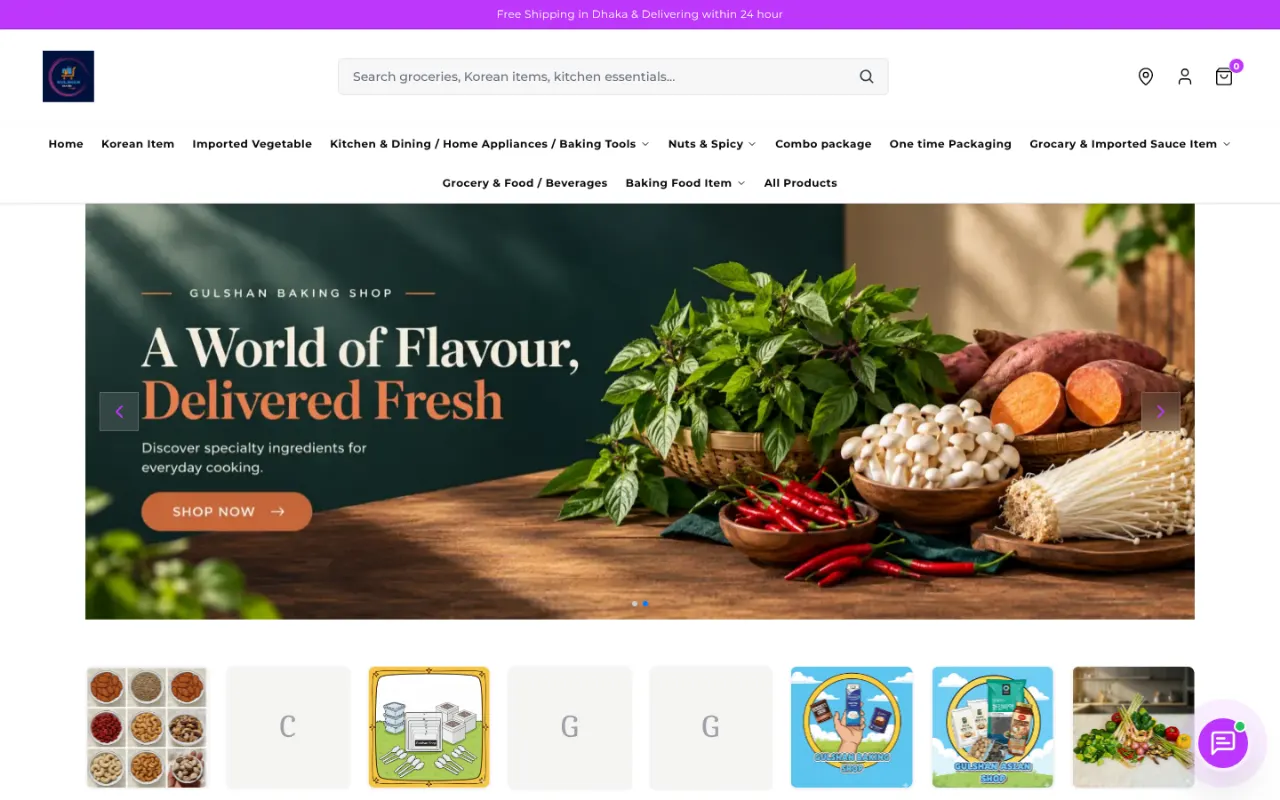 Free Shipping in Dhaka & Delivering within 24 hour
Search groceries, Korean items, kitchen essentials...
0
Home Korean Item Imported Vegetable Kitchen & Dining / Home Appliances / Baking Tools Nuts & Spicy Combo package One time Packaging Grocary & Imported Sauce Item
Grocery & Food / Beverages Baking Food Item All Products
GULSHAN BAKING SHOP
A World of Flavour,
Delivered Fresh
Discover specialty ingredients for
everyday cooking.
SHOP NOW
C
G
G
GULSHAN BAKING
SHOP
GULSHAN ASIAN
SHOP